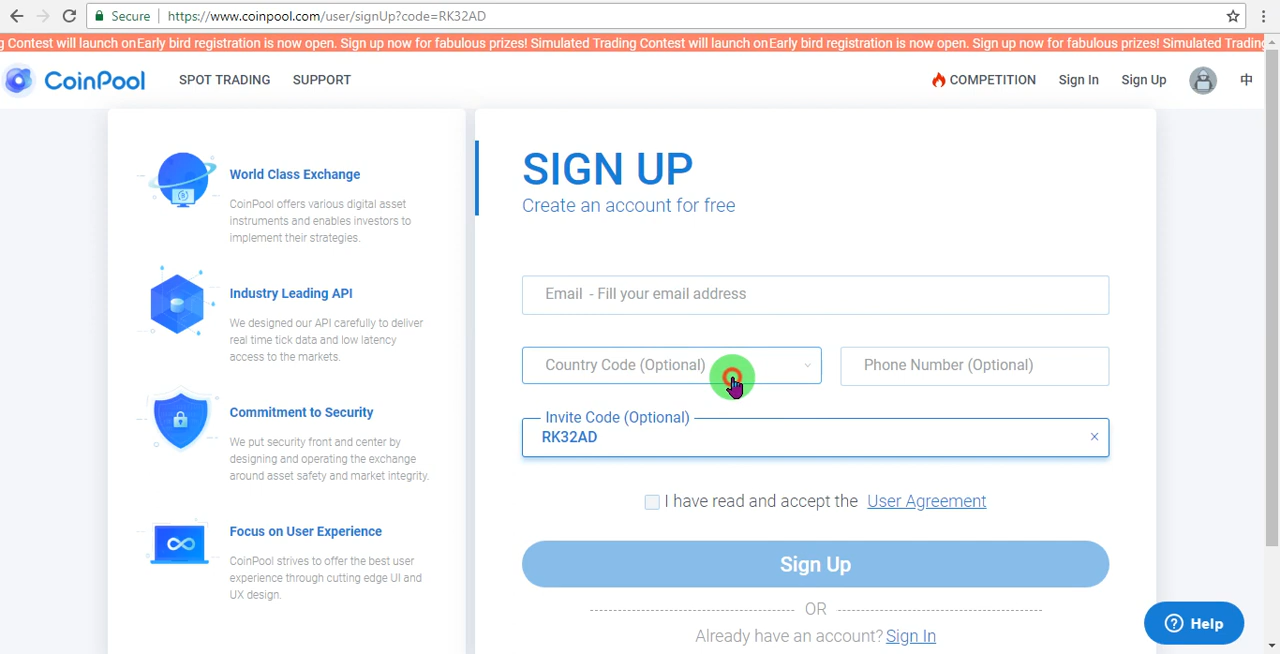 Secure https://www.coinpool.com/user/signUp?code=RK32AD
g Contest will launch onEarly bird registration is now open. Sign up now for fabulous prizes! Simulated Trading Contest will launch onEarly bird registration is now open. Sign up now for fabulous prizes! Simulated Trading
CoinPool SPOT TRADING SUPPORT COMPETITION Sign In Sign Up 中
World Class Exchange
CoinPool offers various digital asset
instruments and enables investors to
implement their strategies.
Industry Leading API
We designed our API carefully to deliver
real time tick data and low latency
access to the markets.
Commitment to Security
We put security front and center by
designing and operating the exchange
around asset safety and market integrity.
Focus on User Experience
CoinPool strives to offer the best user
experience through cutting edge UI and
UX design.
SIGN UP
Create an account for free
Email - Fill your email address
Country Code (Optional) Phone Number (Optional)
Invite Code (Optional)
RK32AD
I have read and accept the User Agreement
Sign Up
OR
Already have an account? Sign In
Help